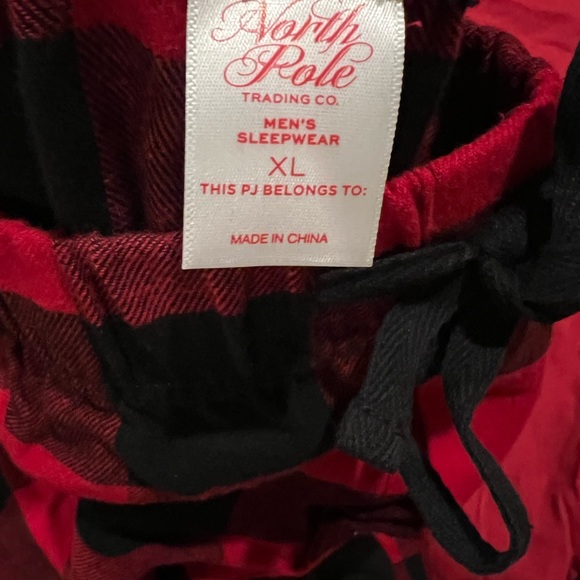 North
Pole
TRADING CO.
MEN'S
SLEEPWEAR
XL
THIS PJ BELONGS TO:
MADE IN CHINA